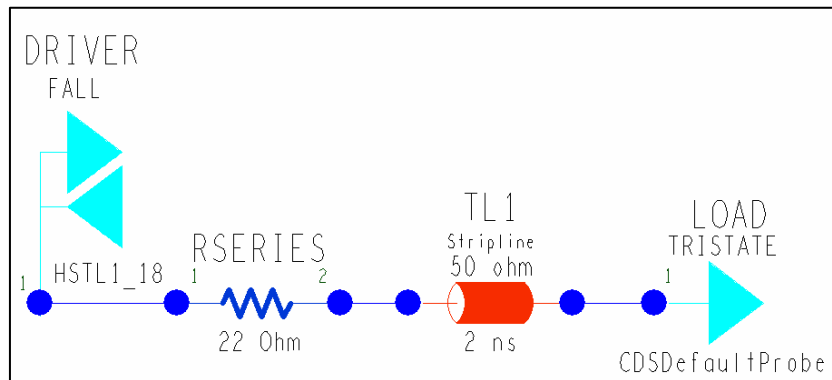 DRIVER
FALL
1
HSTL1_18
RSERIES
1
2
22 Ohm
TL1
Stripline
50 ohm
2 ns
LOAD
TRISTATE
1
CDSDefaultProbe